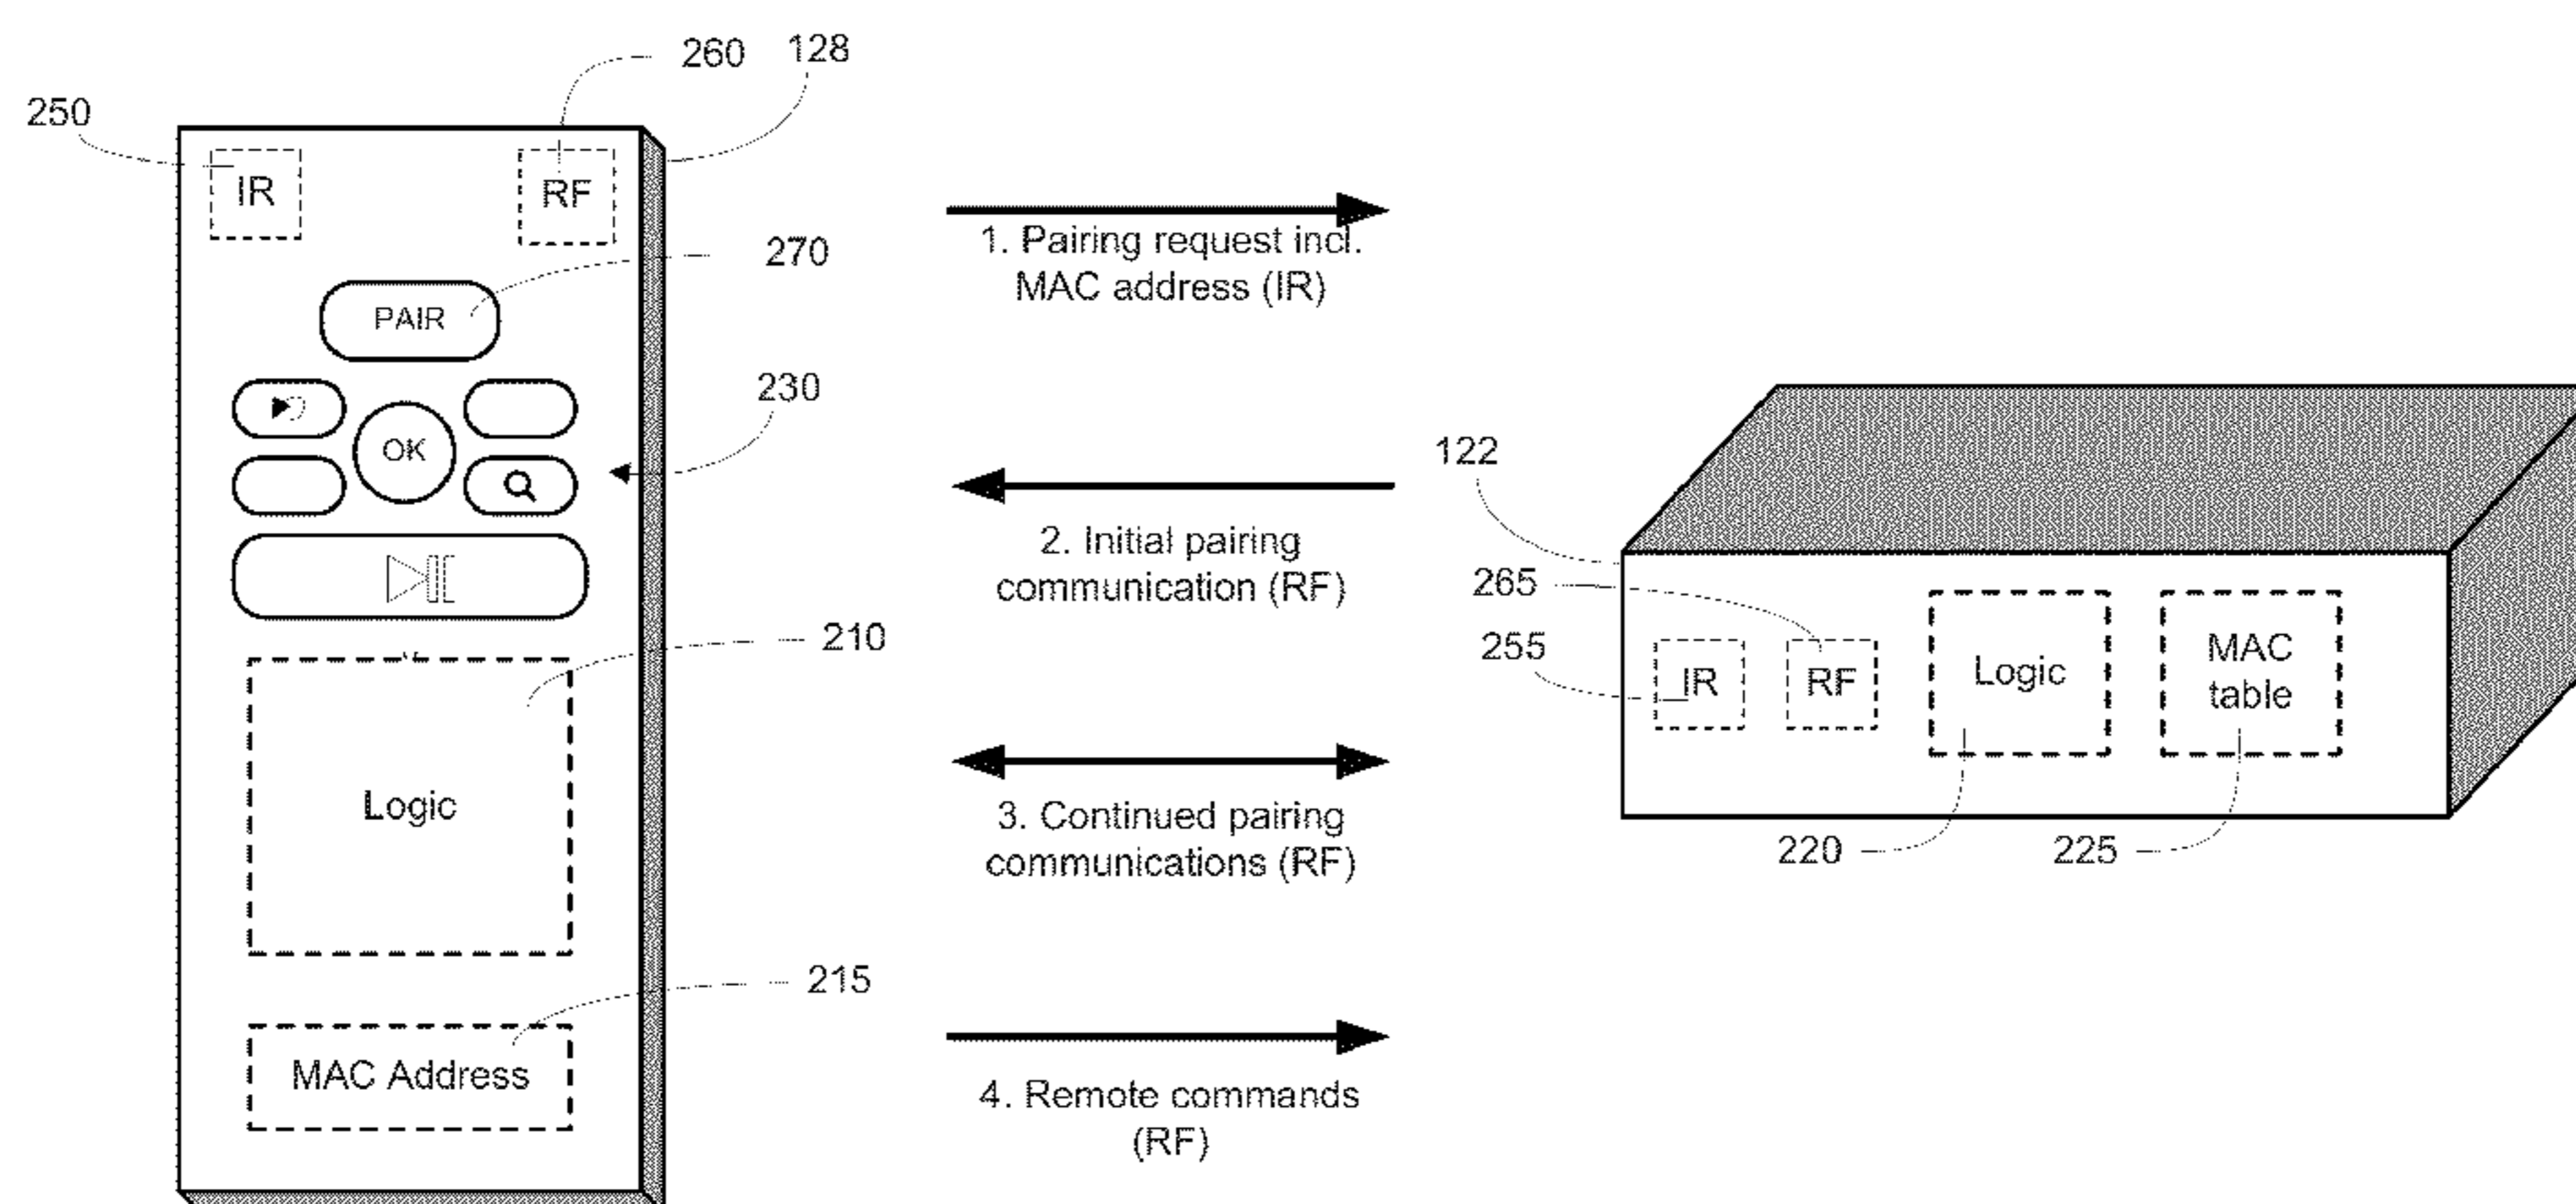 260 128
250
IR
RF
270
PAIR
230
OK
210
Logic
215
MAC Address
1. Pairing request incl.
MAC address (IR)
2. Initial pairing
communication (RF)
3. Continued pairing
communications (RF)
4. Remote commands
(RF)
122
265
255
IR
RF
Logic
MAC
table
220
225